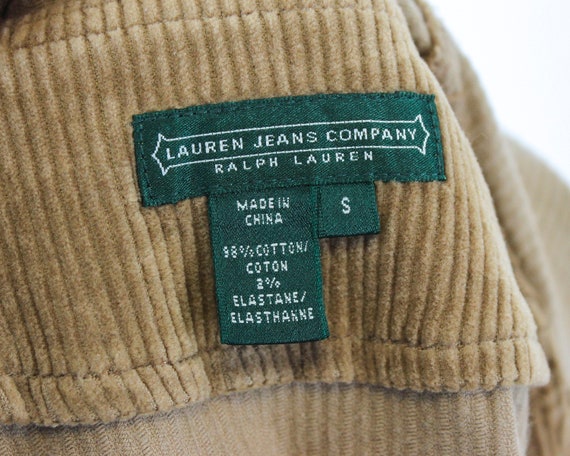 LAUREN JEANS COMPANY
RALPH LAUREN
MADE IN
CHINA
S
98% COTTON/
COTON
2%
ELASTANE/
ELASTHANNE